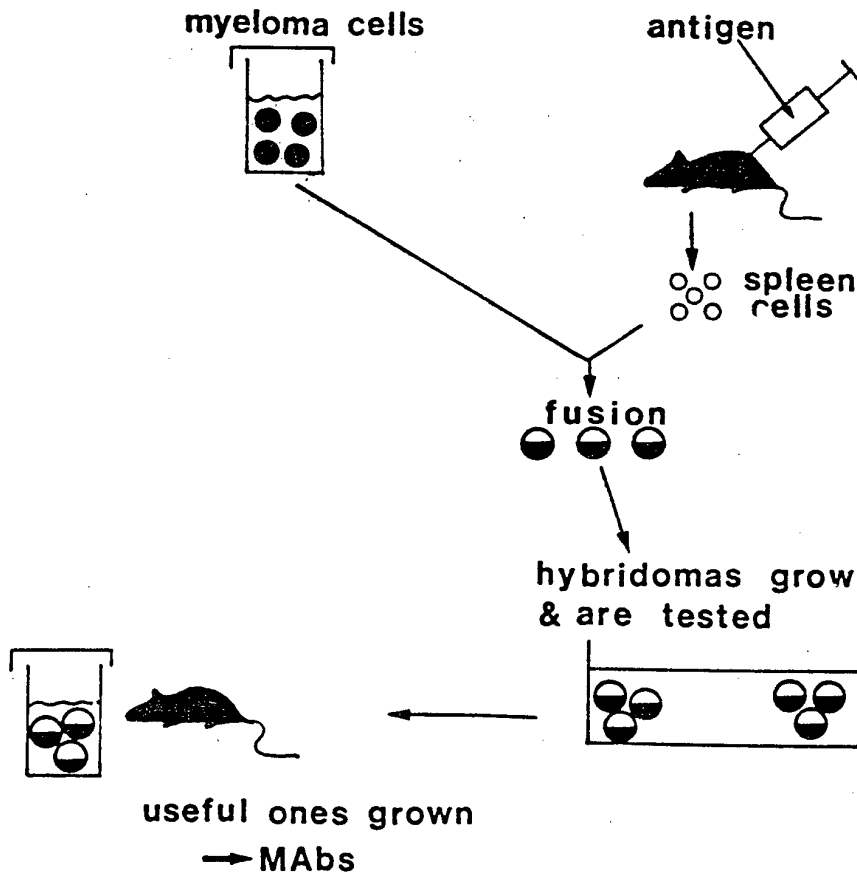 myeloma cells
antigen
spleen
cells
fusion
hybridomas grow
& are tested
useful ones grown
MAbs